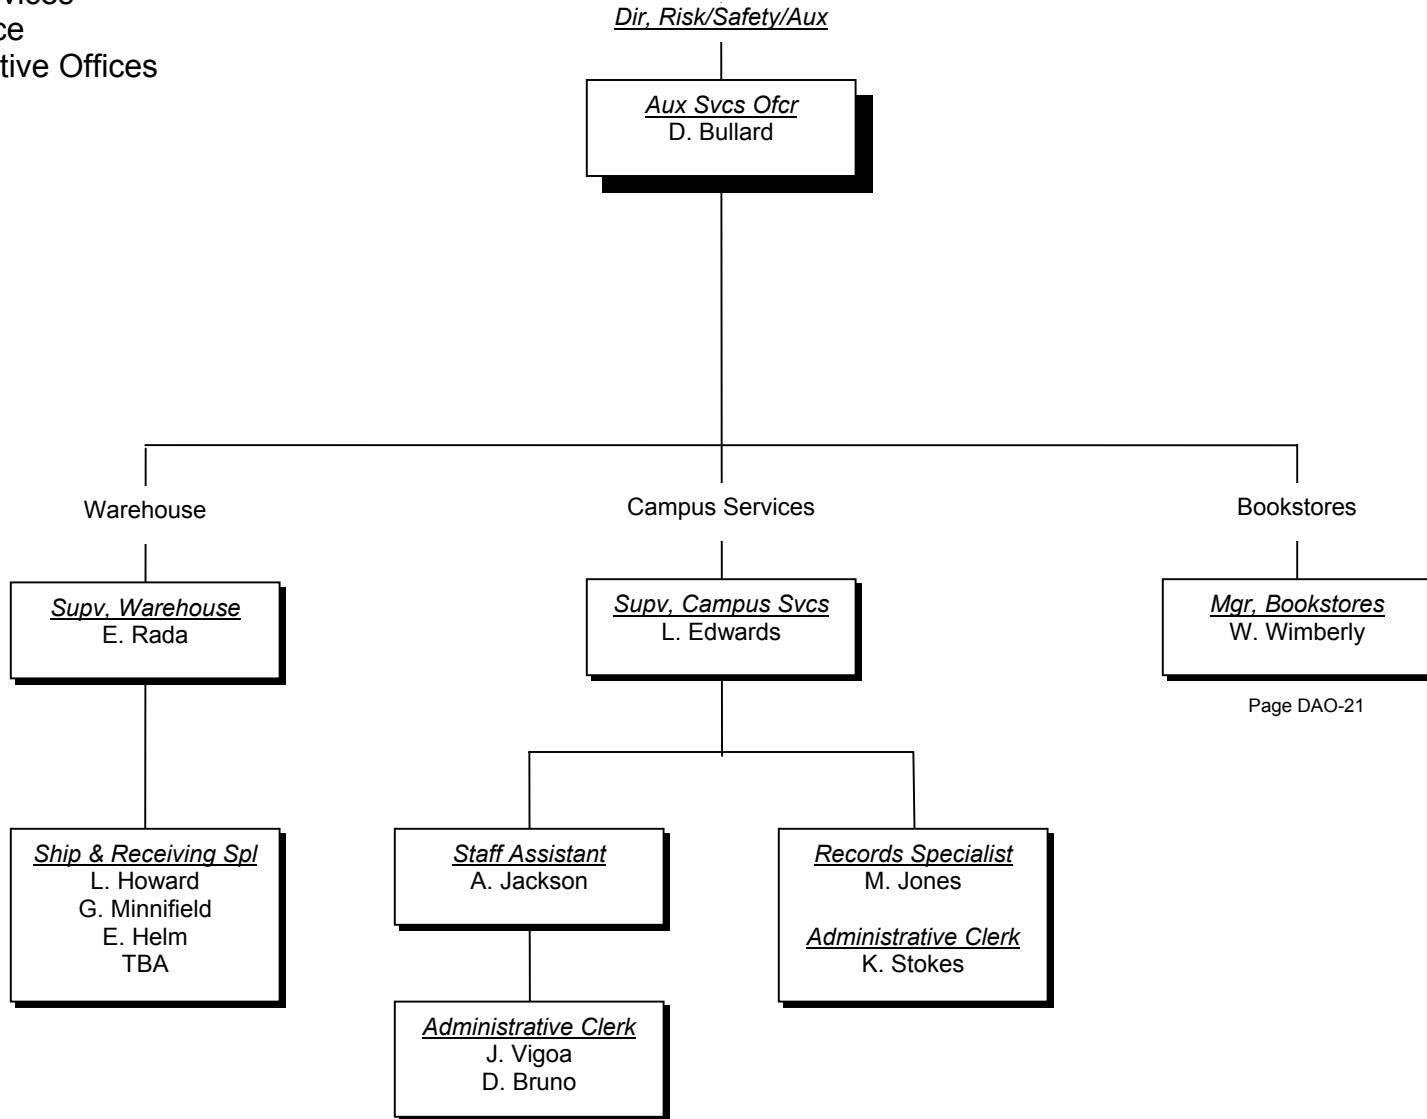 tive Offices
Dir, Risk/Safety/Aux
Aux Svcs Ofcr
D. Bullard
Warehouse
Campus Services
Bookstores
Supv, Warehouse
E. Rada
Supv, Campus Svcs
L. Edwards
Mgr, Bookstores
W. Wimberly
Page DAO-21
Ship & Receiving Spl
L. Howard
G. Minnifield
E. Helm
TBA
Staff Assistant
A. Jackson
Records Specialist
M. Jones
Administrative Clerk
K. Stokes
Administrative Clerk
J. Vigoa
D. Bruno